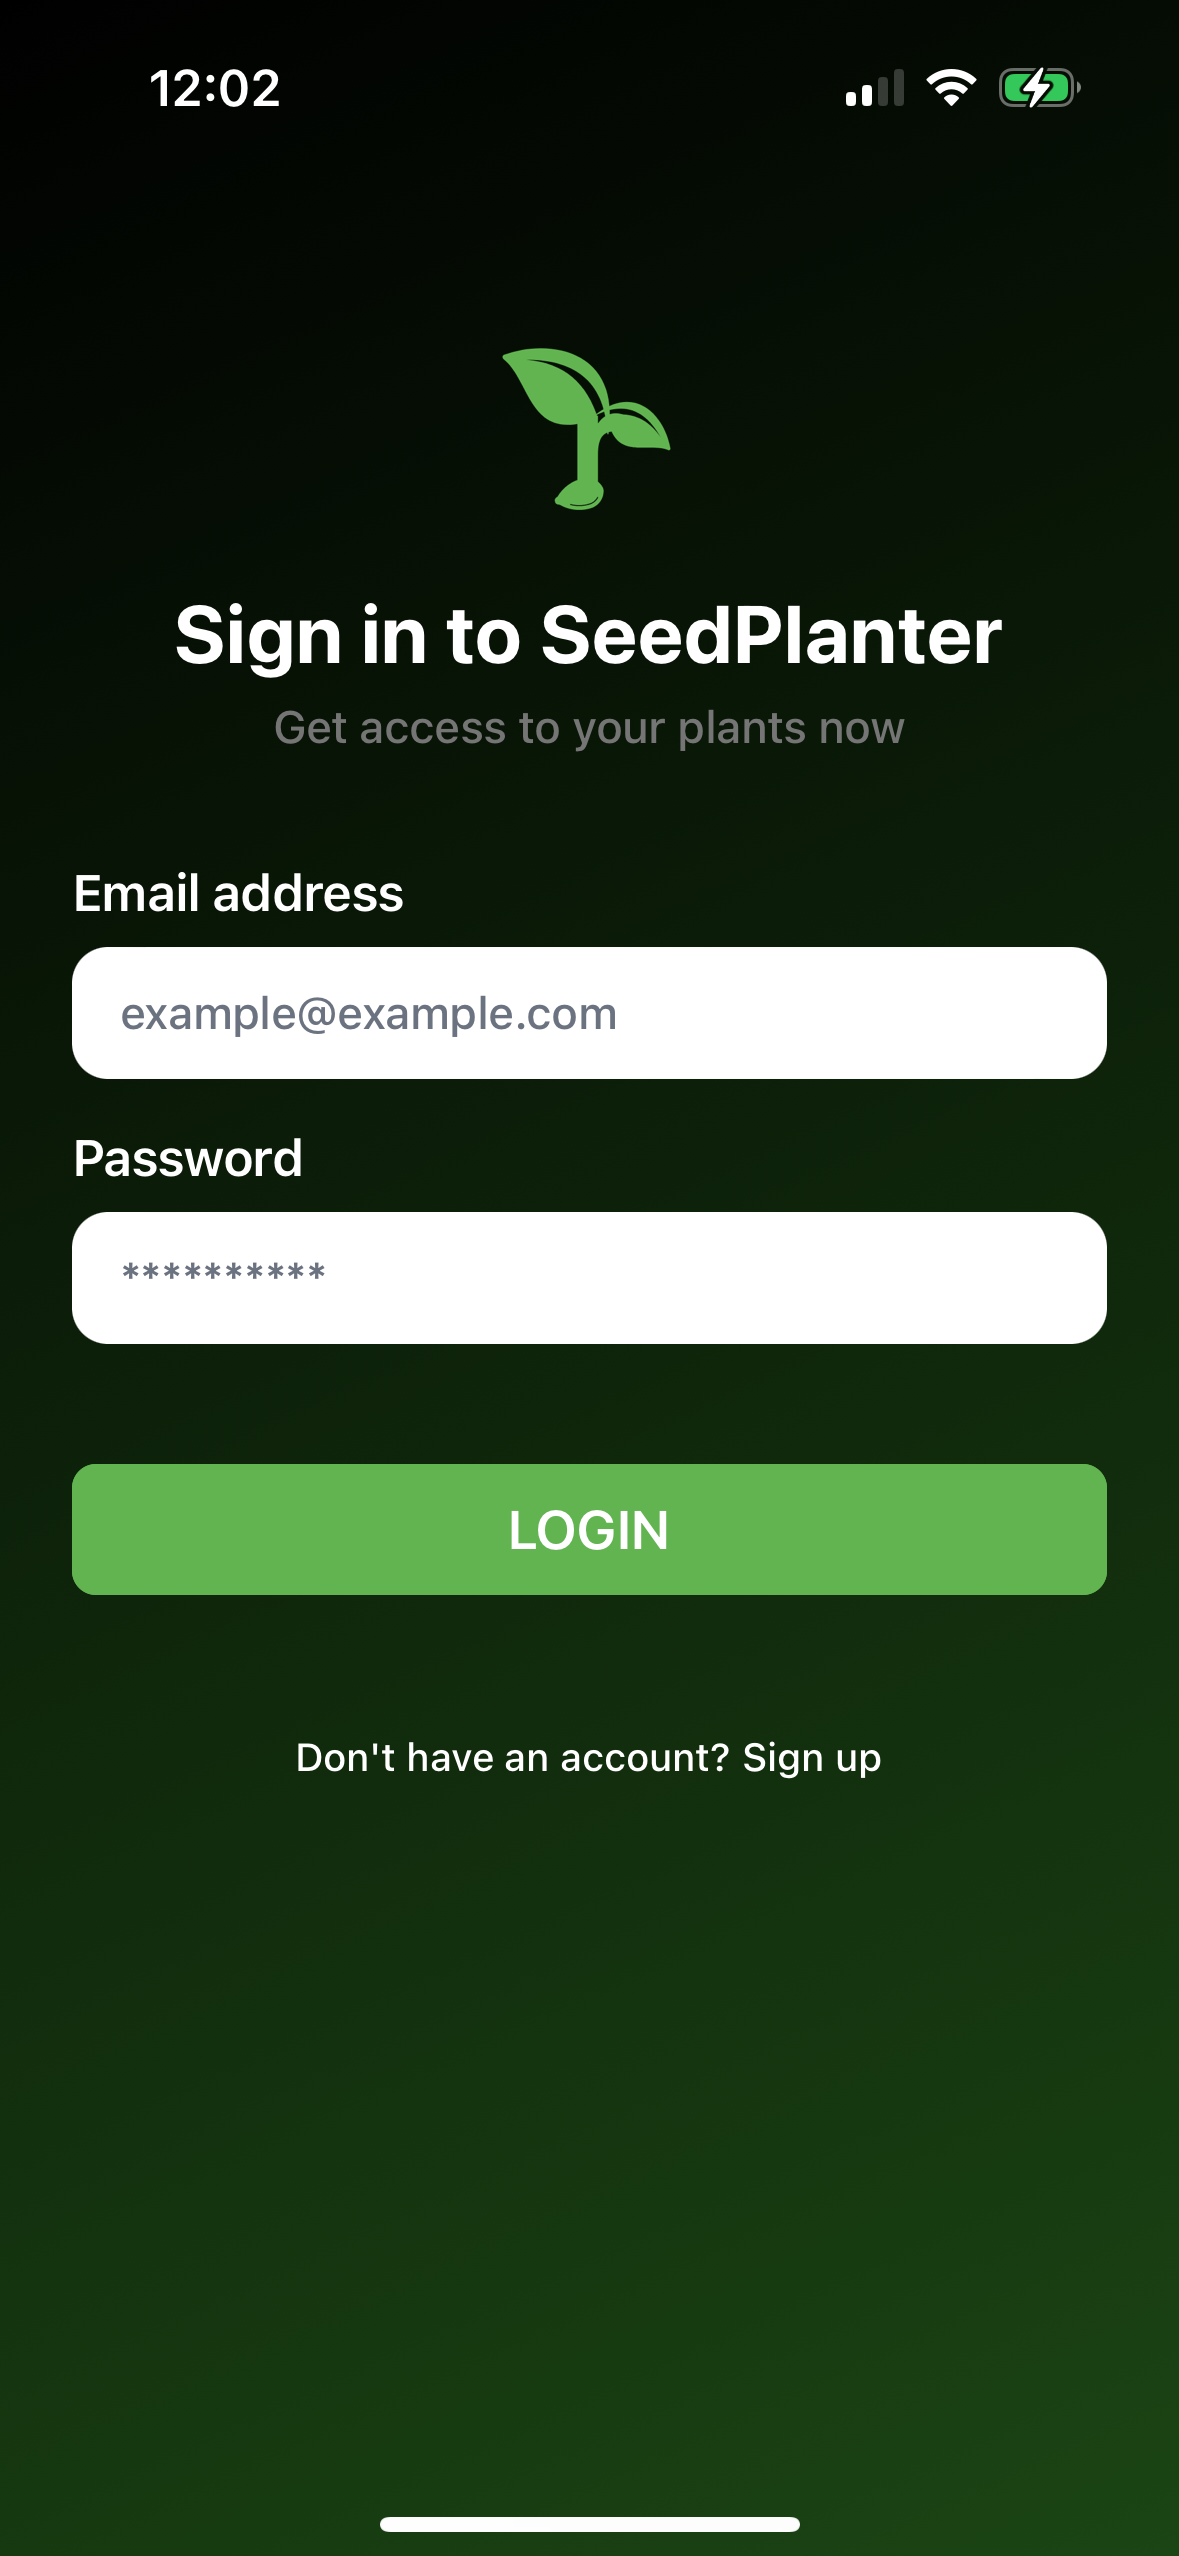 12:02
Sign in to SeedPlanter
Get access to your plants now
Email address
example@example.com
Password
**********
LOGIN
Don't have an account? Sign up